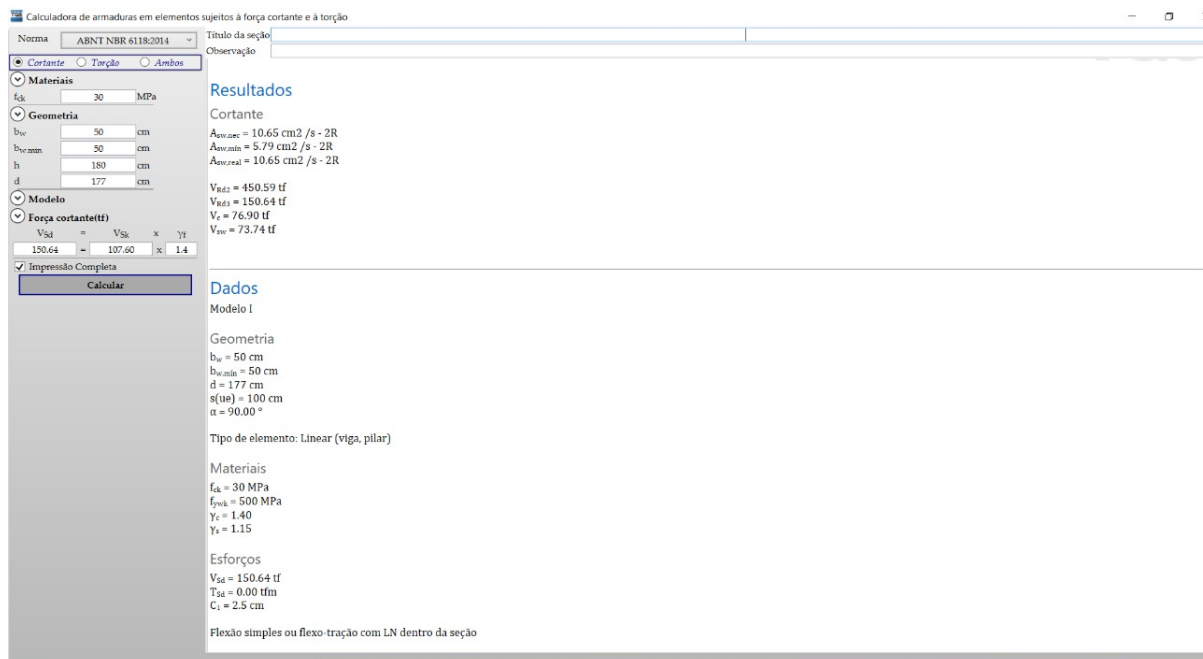 Calculadora de armaduras em elementos sujeitos à força cortante e à torção
Norma ABNT NBR 6118:2014
Cortante Torção Ambos
Materiais
fck 30 MPa
Geometria
bw 50 cm
bw,min 50 cm
h 180 cm
d 177 cm
Modelo
Força cortante(tf)
VSd = VSk x γf
150.64 = 107.60 x 1.4
Impressão Completa
Calcular
Título da seção
Observação
Resultados
Cortante
Asw,nec = 10.65 cm2 /s - 2R
Asw,mín = 5.79 cm2 /s - 2R
Asw,real = 10.65 cm2 /s - 2R
VRd2 = 450.59 tf
VRd3 = 150.64 tf
Vc = 76.90 tf
Vsw = 73.74 tf
Dados
Modelo I
Geometria
bw = 50 cm
bw,mín = 50 cm
d = 177 cm
s(ue) = 100 cm
α = 90.00 °
Tipo de elemento: Linear (viga, pilar)
Materiais
fck = 30 MPa
fywk = 500 MPa
γc = 1.40
γs = 1.15
Esforços
VSd = 150.64 tf
TSd = 0.00 tfm
C1 = 2.5 cm
Flexão simples ou flexo-tração com LN dentro da seção